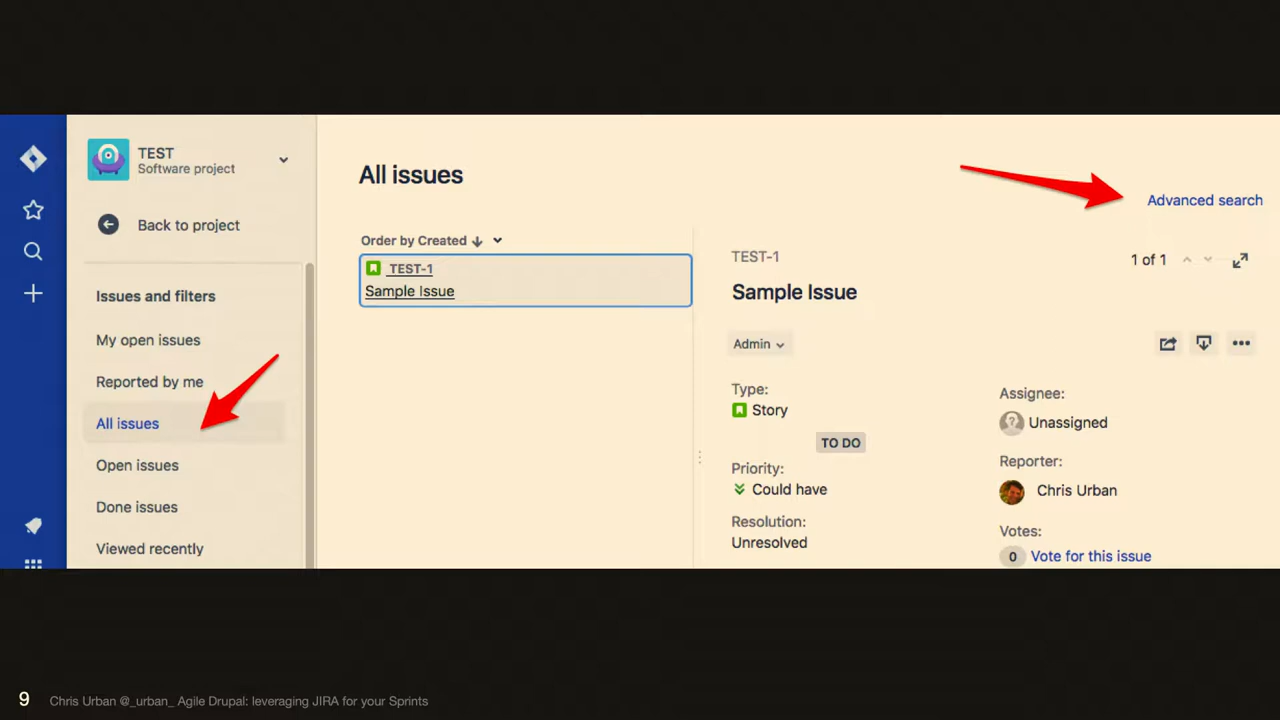 TEST
Software project
Back to project
Issues and filters
My open issues
Reported by me
All issues
Open issues
Done issues
Viewed recently
All issues
Advanced search
Order by Created
TEST-1
Sample Issue
TEST-1
1 of 1
Sample Issue
Admin
Type:
Story
TO DO
Priority:
Could have
Resolution:
Unresolved
Assignee:
Unassigned
Reporter:
Chris Urban
Votes:
0 Vote for this issue
9 Chris Urban @_urban_ Agile Drupal: leveraging JIRA for your Sprints